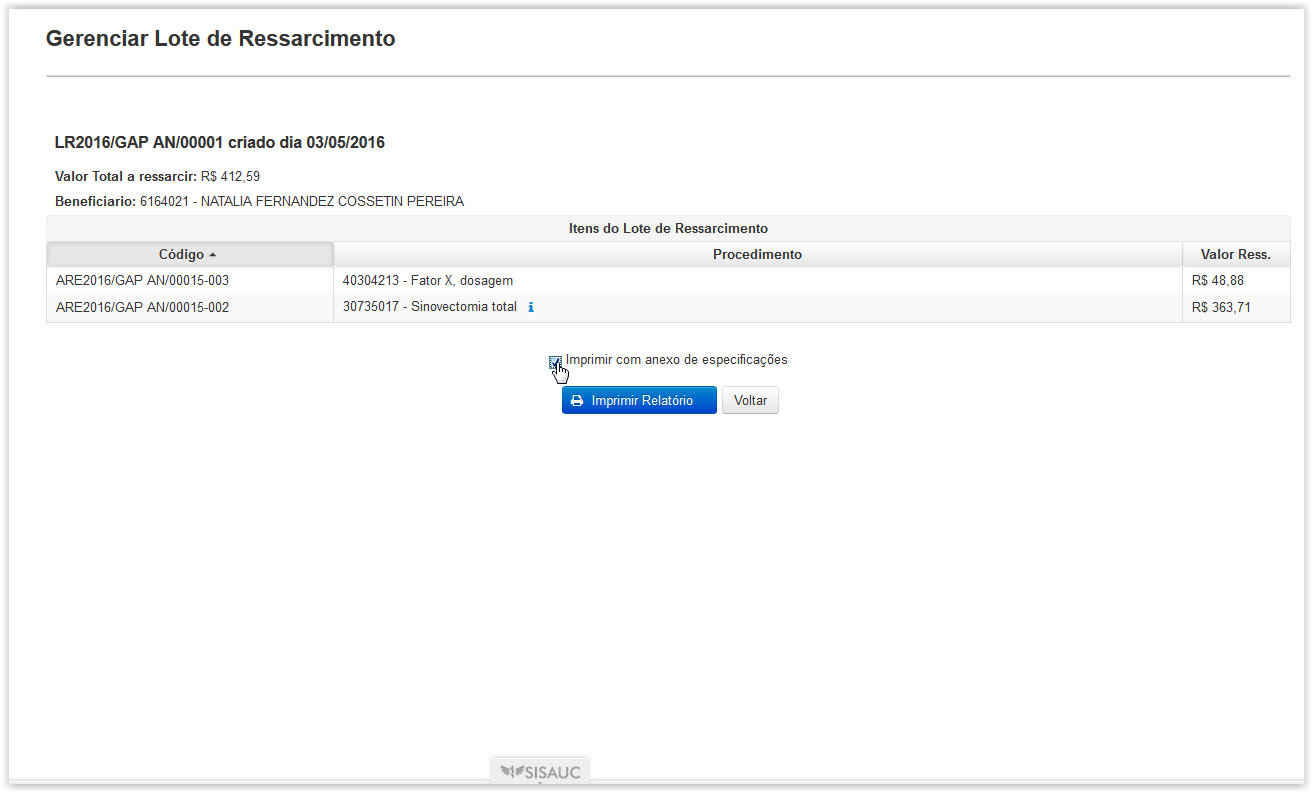 Gerenciar Lote de Ressarcimento
LR2016/GAP AN/00001 criado dia 03/05/2016
Valor Total a ressarcir: R$ 412,59
Beneficiario: 6164021 - NATALIA FERNANDEZ COSSETIN PEREIRA
Itens do Lote de Ressarcimento
Código Procedimento Valor Ress.
ARE2016/GAP AN/00015-003 40304213 - Fator X, dosagem R$ 48,88
ARE2016/GAP AN/00015-002 30735017 - Sinovectomia total i R$ 363,71
Imprimir com anexo de especificações
Imprimir Relatório Voltar
SISAUC